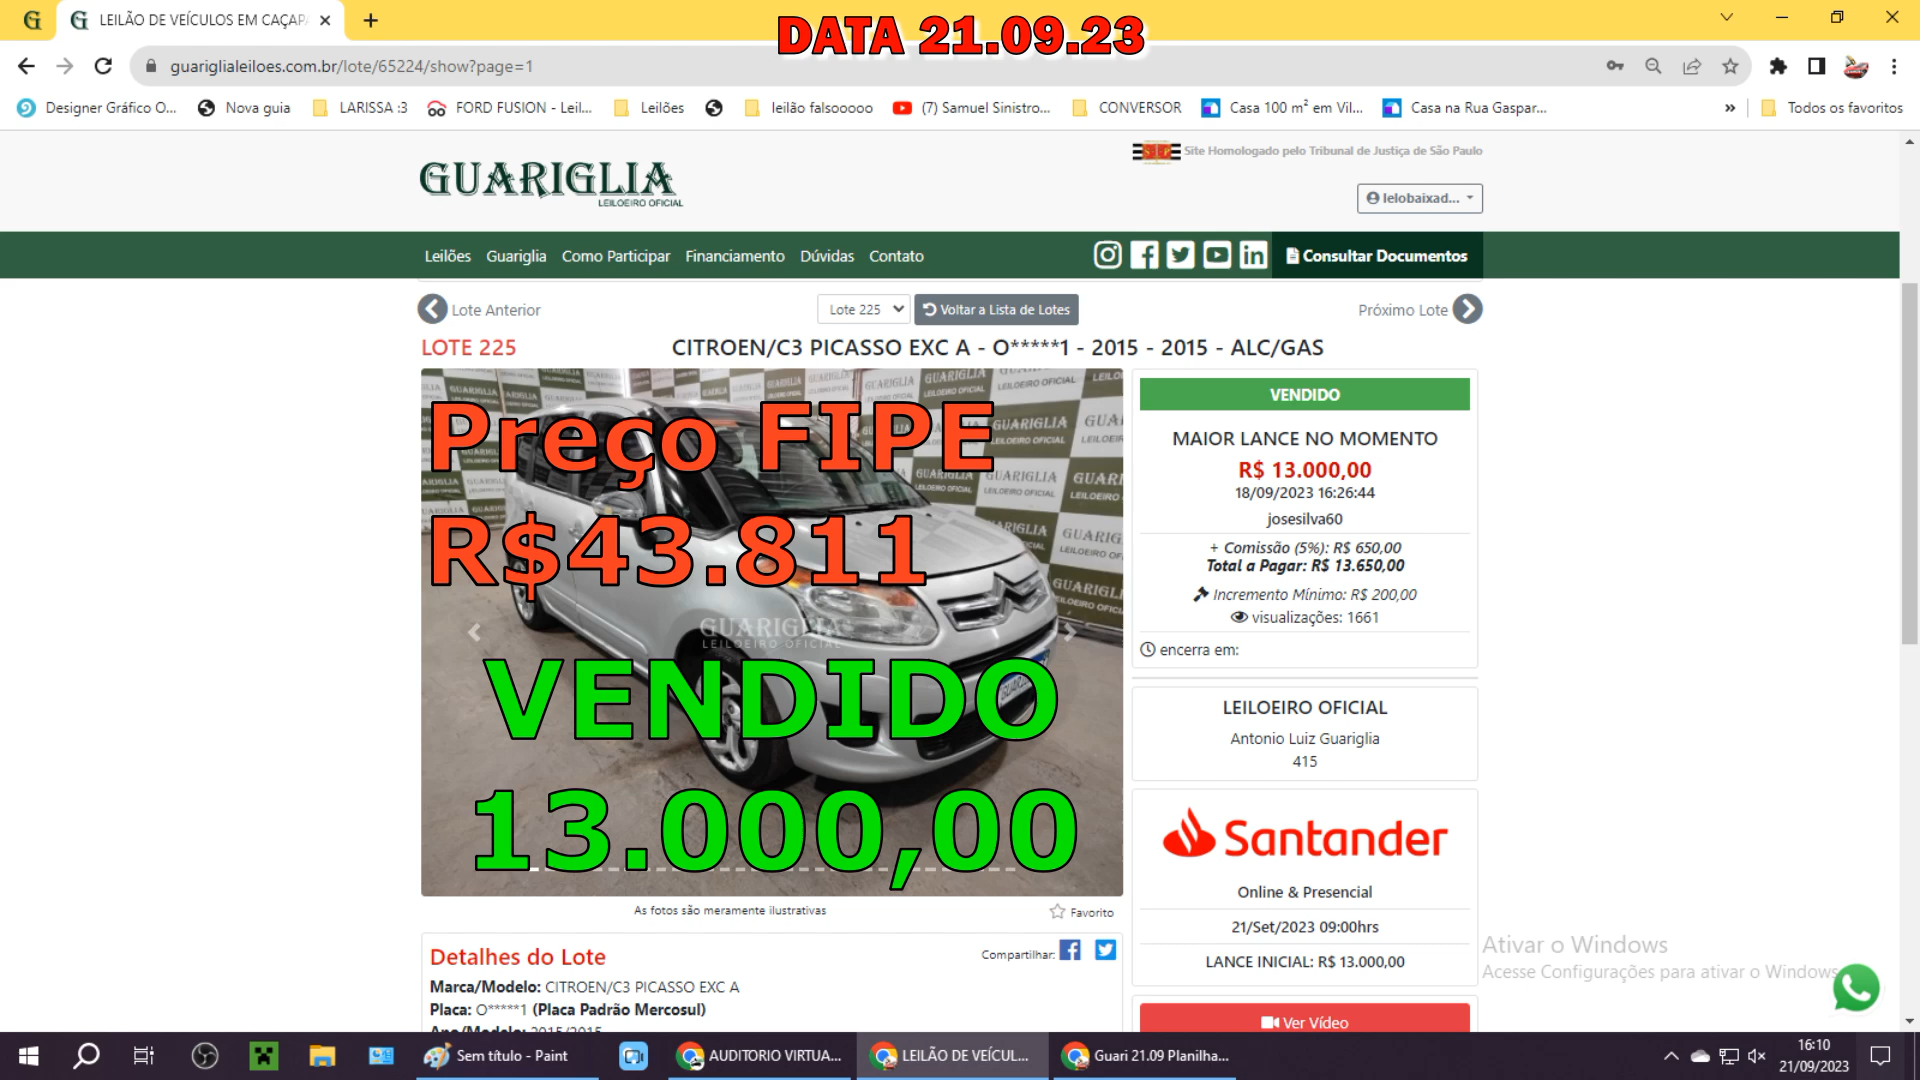 DATA 21.09.23
LEILÃO DE VEÍCULOS EM CAÇAP
guariglialeiloes.com.br/lote/65224/show?page=1
Designer Gráfico O...
Nova guia
LARISSA :3
FORD FUSION - Leil...
Leilões
leilão falsooooo
(7) Samuel Sinistro...
CONVERSOR
Casa 100 m² em Vil...
Casa na Rua Gaspar...
»
Todos os favoritos
GUARIGLIA
LEILOEIRO OFICIAL
Site Homologado pelo Tribunal de Justiça de São Paulo
lelobaixad...
Leilões
Guariglia
Como Participar
Financiamento
Dúvidas
Contato
Consultar Documentos
Lote Anterior
Lote 225
Voltar a Lista de Lotes
Próximo Lote
LOTE 225
CITROEN/C3 PICASSO EXC A - O*****1 - 2015 - 2015 - ALC/GAS
Preço FIPE
R$43.811
GUARIGLIA
LEILOEIRO OFICIAL
VENDIDO
13.000,00
As fotos são meramente ilustrativas
Favorito
VENDIDO
MAIOR LANCE NO MOMENTO
R$ 13.000,00
18/09/2023 16:26:44
josesilva60
+ Comissão (5%): R$ 650,00
Total a Pagar: R$ 13.650,00
Incremento Mínimo: R$ 200,00
visualizações: 1661
encerra em:
LEILOEIRO OFICIAL
Antonio Luiz Guariglia
415
Santander
Online & Presencial
21/Set/2023 09:00hrs
LANCE INICIAL: R$ 13.000,00
Ver Vídeo
Detalhes do Lote
Compartilhar:
Marca/Modelo: CITROEN/C3 PICASSO EXC A
Placa: O*****1 (Placa Padrão Mercosul)
Ano/Modelo: 2015/2015
Ativar o Windows
Acesse Configurações para ativar o Windows
Sem título - Paint
AUDITORIO VIRTUA...
LEILÃO DE VEÍCUL...
Guari 21.09 Planilha...
16:10
21/09/2023